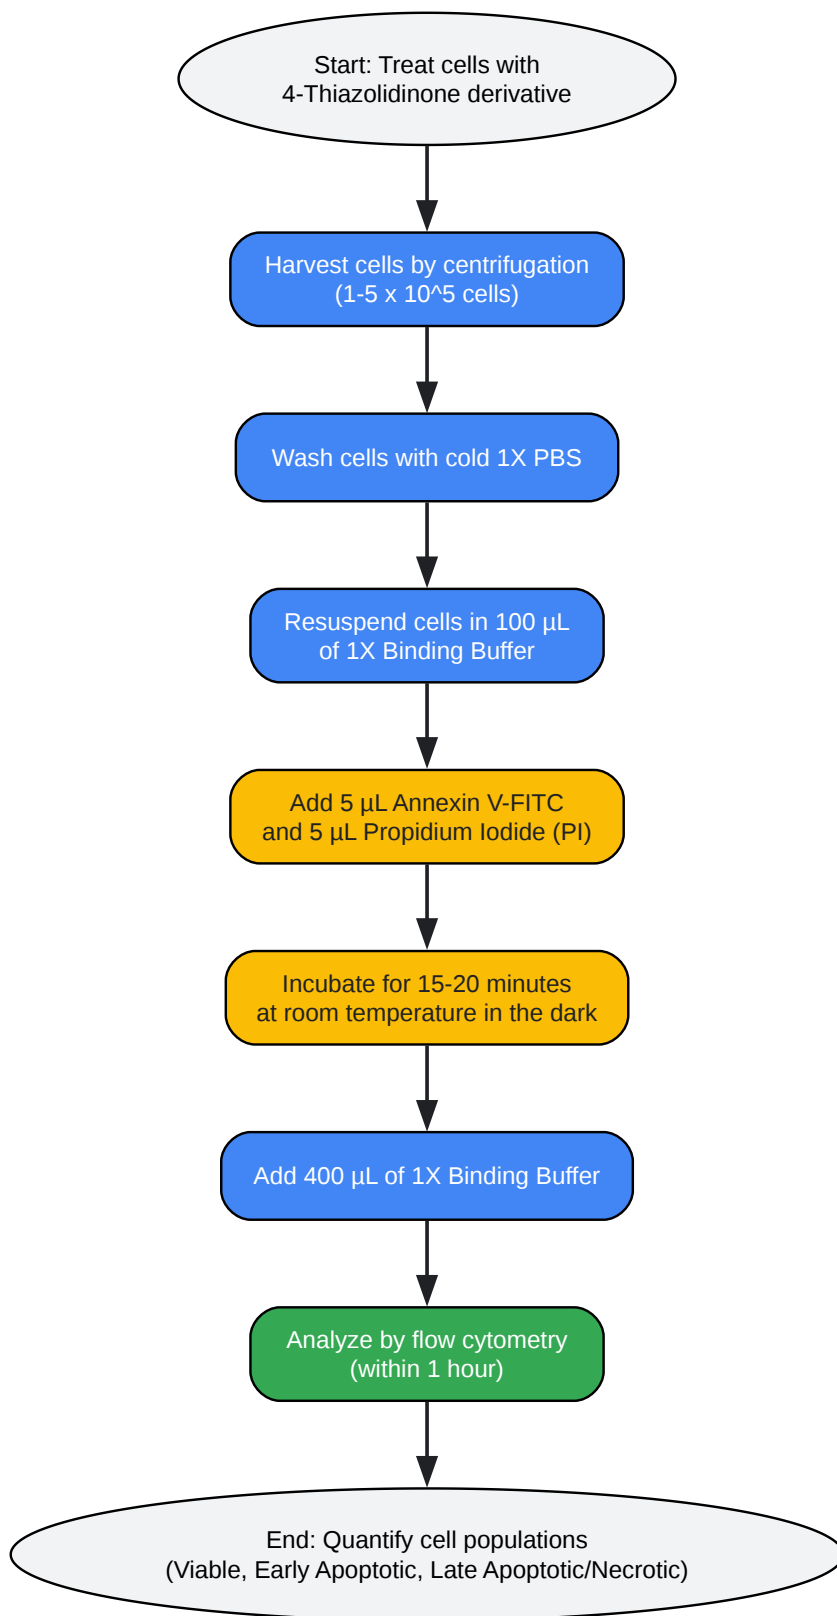 Start: Treat cells with
4-Thiazolidinone derivative
Harvest cells by centrifugation
(1-5 x 10^5 cells)
Wash cells with cold 1X PBS
Resuspend cells in 100 µL
of 1X Binding Buffer
Add 5 µL Annexin V-FITC
and 5 µL Propidium Iodide (PI)
Incubate for 15-20 minutes
at room temperature in the dark
Add 400 µL of 1X Binding Buffer
Analyze by flow cytometry
(within 1 hour)
End: Quantify cell populations
(Viable, Early Apoptotic, Late Apoptotic/Necrotic)